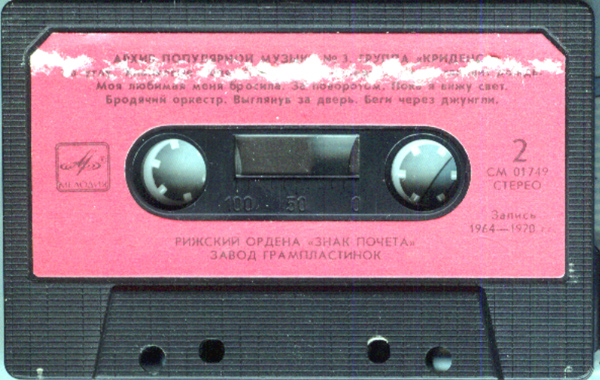 АРХИВ ПОПУЛЯРНОЙ МУЗЫКИ № 3. ГРУППА «КРИДЕНС»
Моя любимая меня бросила. За поворотом. Пока я вижу свет.
Бродячий оркестр. Выглянув за дверь. Беги через джунгли.
МЕЛОДИЯ
2
СМ 01749
СТЕРЕО
100 50 0
Запись
1964—1970 гг.
РИЖСКИЙ ОРДЕНА «ЗНАК ПОЧЕТА»
ЗАВОД ГРАМПЛАСТИНОК